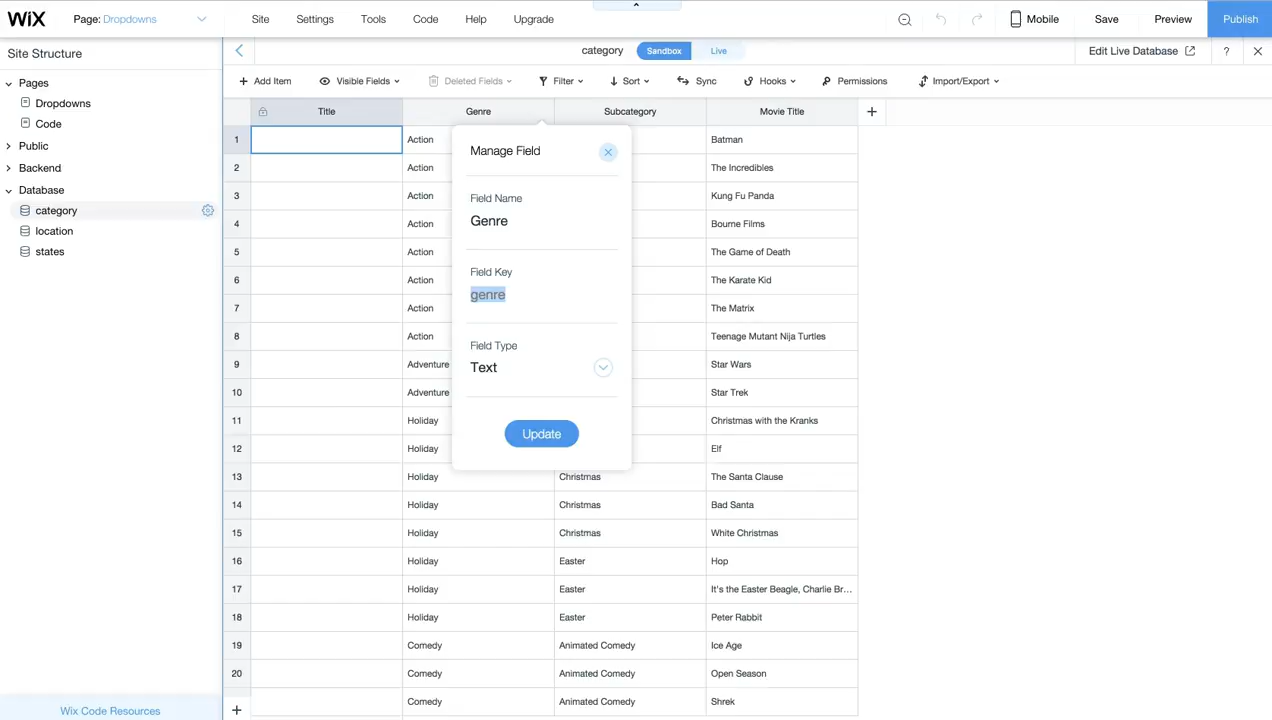 WiX Page: Dropdowns Site Settings Tools Code Help Upgrade Mobile Save Preview Publish
Site Structure
category Sandbox Live Edit Live Database ?
Add Item Visible Fields Deleted Fields Filter Sort Sync Hooks Permissions Import/Export
Pages
Dropdowns
Code
Public
Backend
Database
category
location
states
Wix Code Resources
Title Genre Subcategory Movie Title +
1 Action Batman
2 Action The Incredibles
3 Action Kung Fu Panda
4 Action Bourne Films
5 Action The Game of Death
6 Action The Karate Kid
7 Action The Matrix
8 Action Teenage Mutant Nija Turtles
9 Adventure Star Wars
10 Adventure Star Trek
11 Holiday Christmas with the Kranks
12 Holiday Elf
13 Holiday Christmas The Santa Clause
14 Holiday Christmas Bad Santa
15 Holiday Christmas White Christmas
16 Holiday Easter Hop
17 Holiday Easter It's the Easter Beagle, Charlie Br...
18 Holiday Easter Peter Rabbit
19 Comedy Animated Comedy Ice Age
20 Comedy Animated Comedy Open Season
+ Comedy Animated Comedy Shrek
Manage Field
Field Name
Genre
Field Key
genre
Field Type
Text
Update